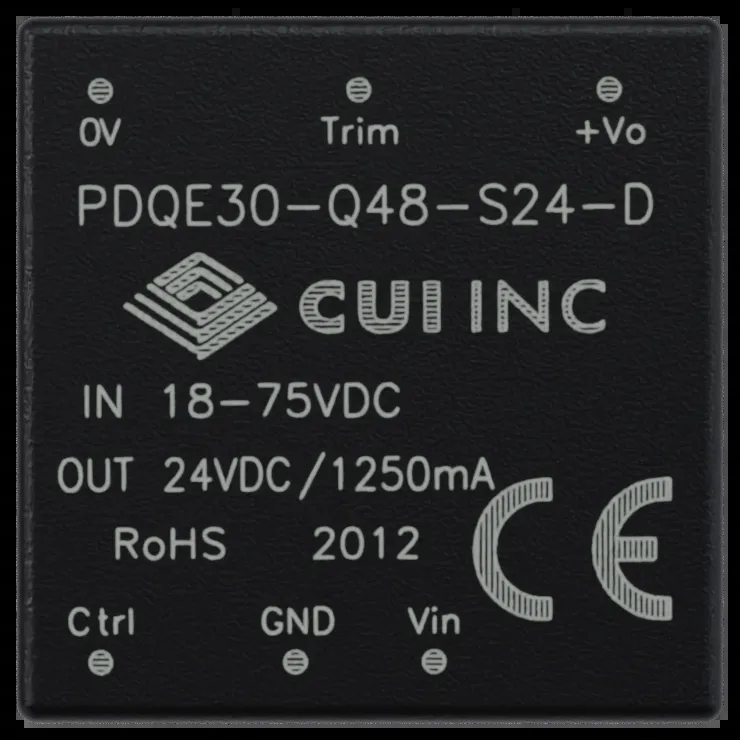 0V Trim +Vo
PDQE30-Q48-S24-D
CUI INC
IN 18-75VDC
OUT 24VDC/1250mA
RoHS 2012 CE
Ctrl GND Vin